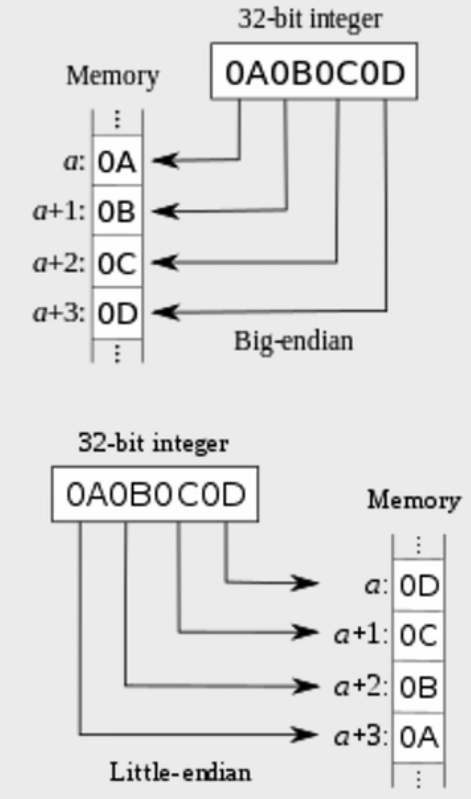 32-bit integer
0A0B0C0D
Memory
⋮
a: 0A
a+1: 0B
a+2: 0C
a+3: 0D
⋮
Big-endian
32-bit integer
0A0B0C0D
Memory
⋮
a: 0D
a+1: 0C
a+2: 0B
a+3: 0A
⋮
Little-endian